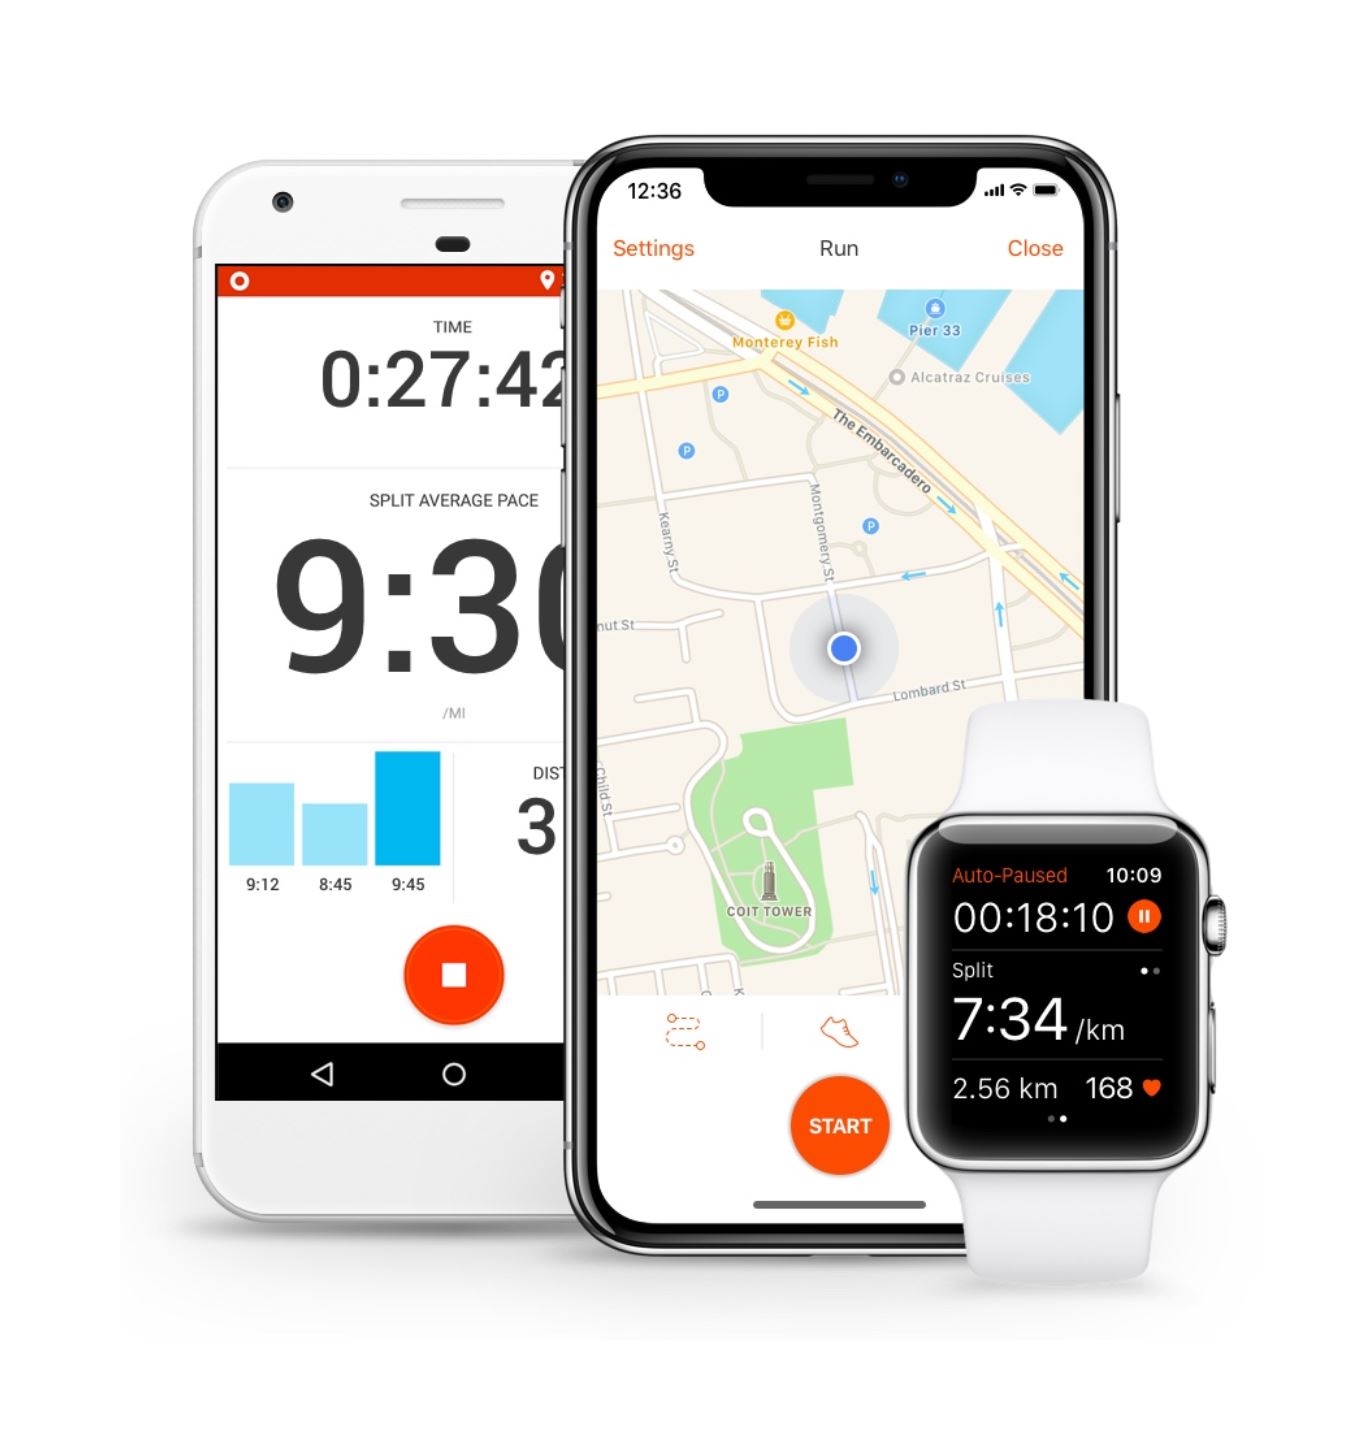 TIME
0:27:42
SPLIT AVERAGE PACE
9:30
/MI
9:12 8:45 9:45
3
12:36
Settings Run Close
Monterey Fish
Pier 33
Alcatraz Cruises
The Embarcadero
P
P
P
Kearny St
Montgomery St
St
Lombard St
Child St
COIT TOWER
START
Auto-Paused 10:09
00:18:10
Split
7:34 /km
2.56 km 168